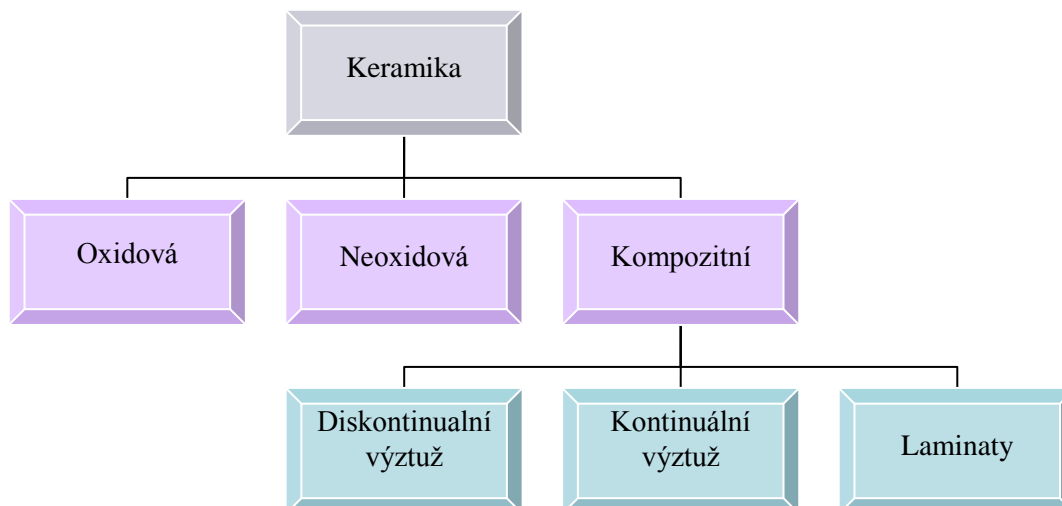 Keramika
Oxidová
Neoxidová
Kompozitní
Diskontinualní
výztuž
Kontinuální
výztuž
Laminaty